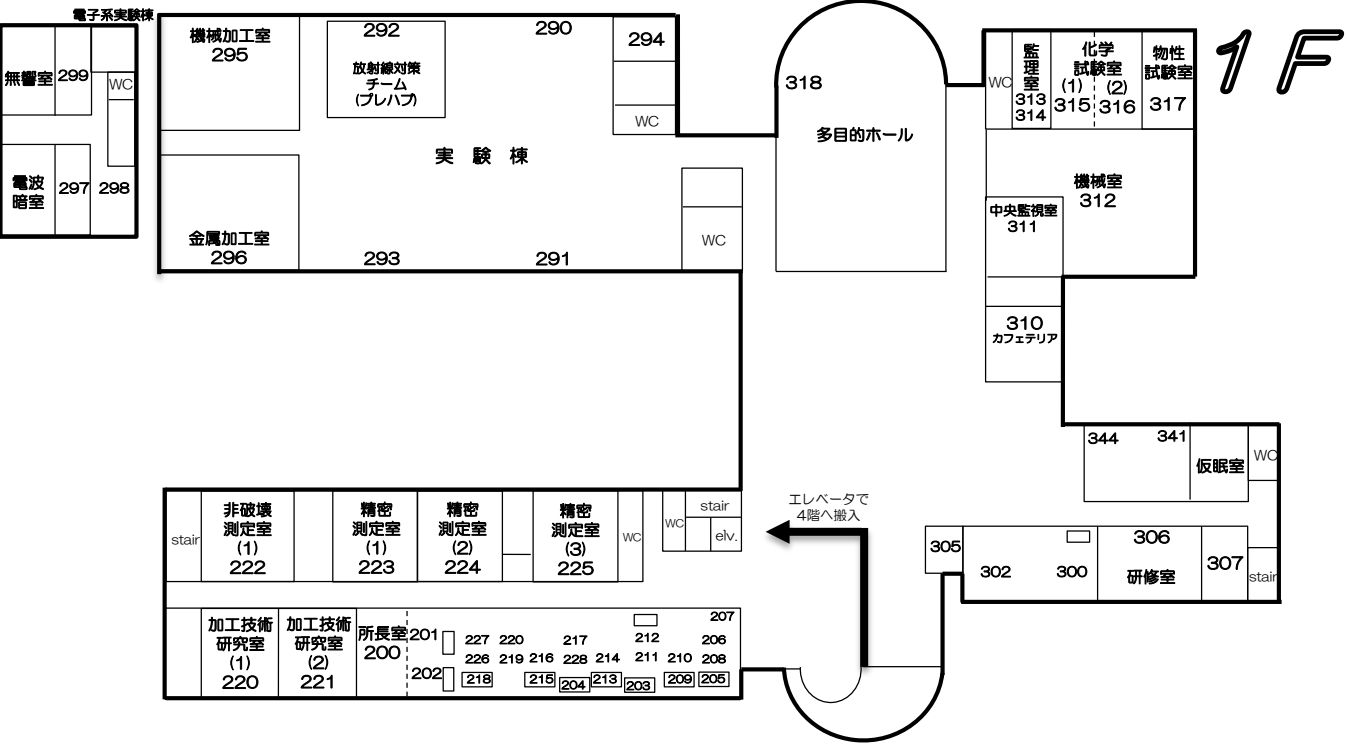 電子系実験棟
無響室
299
WC
電波
暗室
297
298
機械加工室
295
292
放射線対策
チーム
(プレハブ)
290
294
WC
実 験 棟
金属加工室
296
293
291
WC
318
多目的ホール
WC
監理室
313
314
化学
試験室
(1)
315
(2)
316
物性
試験室
317
1F
機械室
312
中央監視室
311
310
カフェテリア
344
341
仮眠室
WC
305
302
300
306
研修室
307
stair
エレベータで
4階へ搬入
stair
非破壊
測定室
(1)
222
精密
測定室
(1)
223
精密
測定室
(2)
224
精密
測定室
(3)
225
WC
WC
stair
elv.
加工技術
研究室
(1)
220
加工技術
研究室
(2)
221
所長室
200
201
202
207
227 220 217 212 206
226 219 216 228 214 211 210 208
218 215 204 213 203 209 205